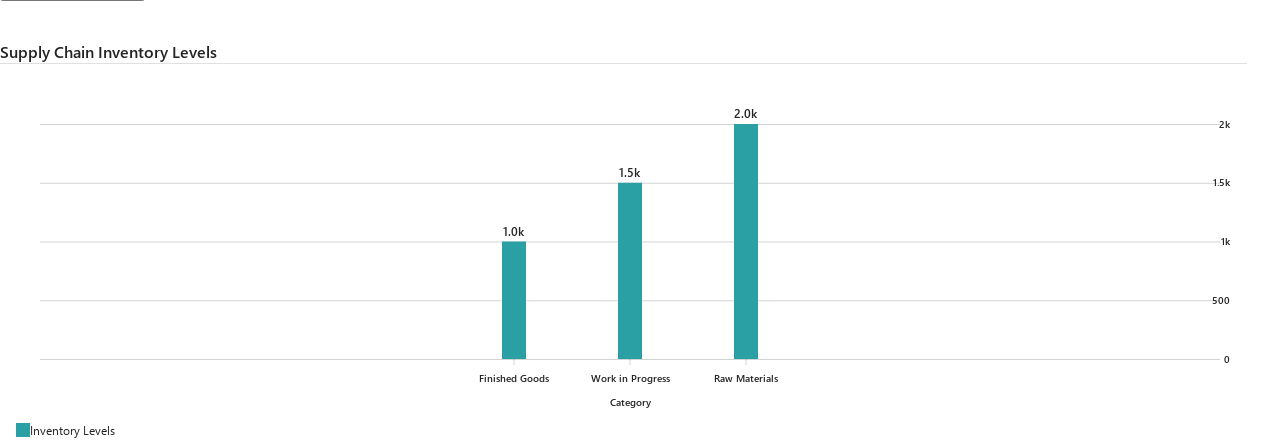 Supply Chain Inventory Levels
2.0k
2k
1.5k
1.5k
1.0k
1k
500
0
Finished Goods Work in Progress Raw Materials
Category
Inventory Levels